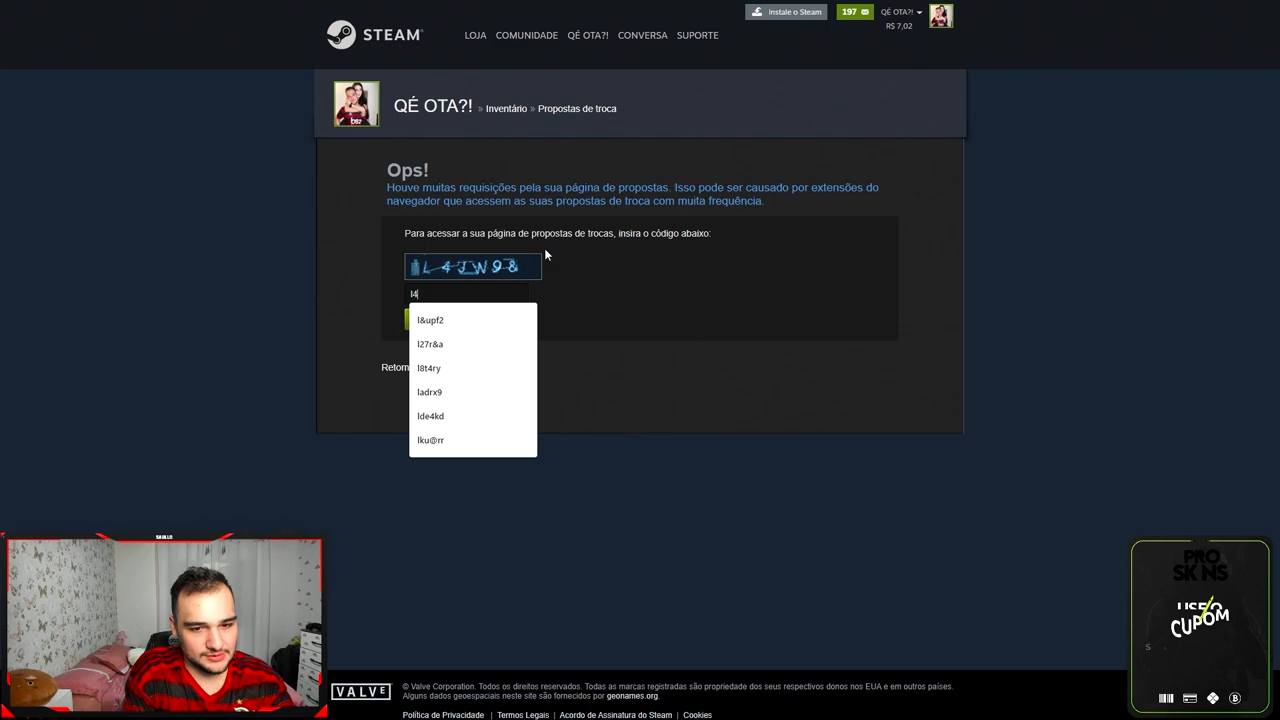 Instale o Steam
197
QÉ OTA?!
R$ 7,02
STEAM
LOJA COMUNIDADE QÉ OTA?! CONVERSA SUPORTE
QÉ OTA?! » Inventário » Propostas de troca
Ops!
Houve muitas requisições pela sua página de propostas. Isso pode ser causado por extensões do
navegador que acessem as suas propostas de troca com muita frequência.
Para acessar a sua página de propostas de trocas, insira o código abaixo:
L4JW9&
l4
l&upf2
l27r&a
l8t4ry
ladrx9
lde4kd
lku@rr
Retorn
SAULLO
PRO
SKINS
USE O
CUPOM
S
VALVE
© Valve Corporation. Todos os direitos reservados. Todas as marcas registradas são propriedade dos seus respectivos donos nos EUA e em outros países.
Alguns dados geoespaciais neste site são fornecidos por geonames.org.
Política de Privacidade | Termos Legais | Acordo de Assinatura do Steam | Cookies